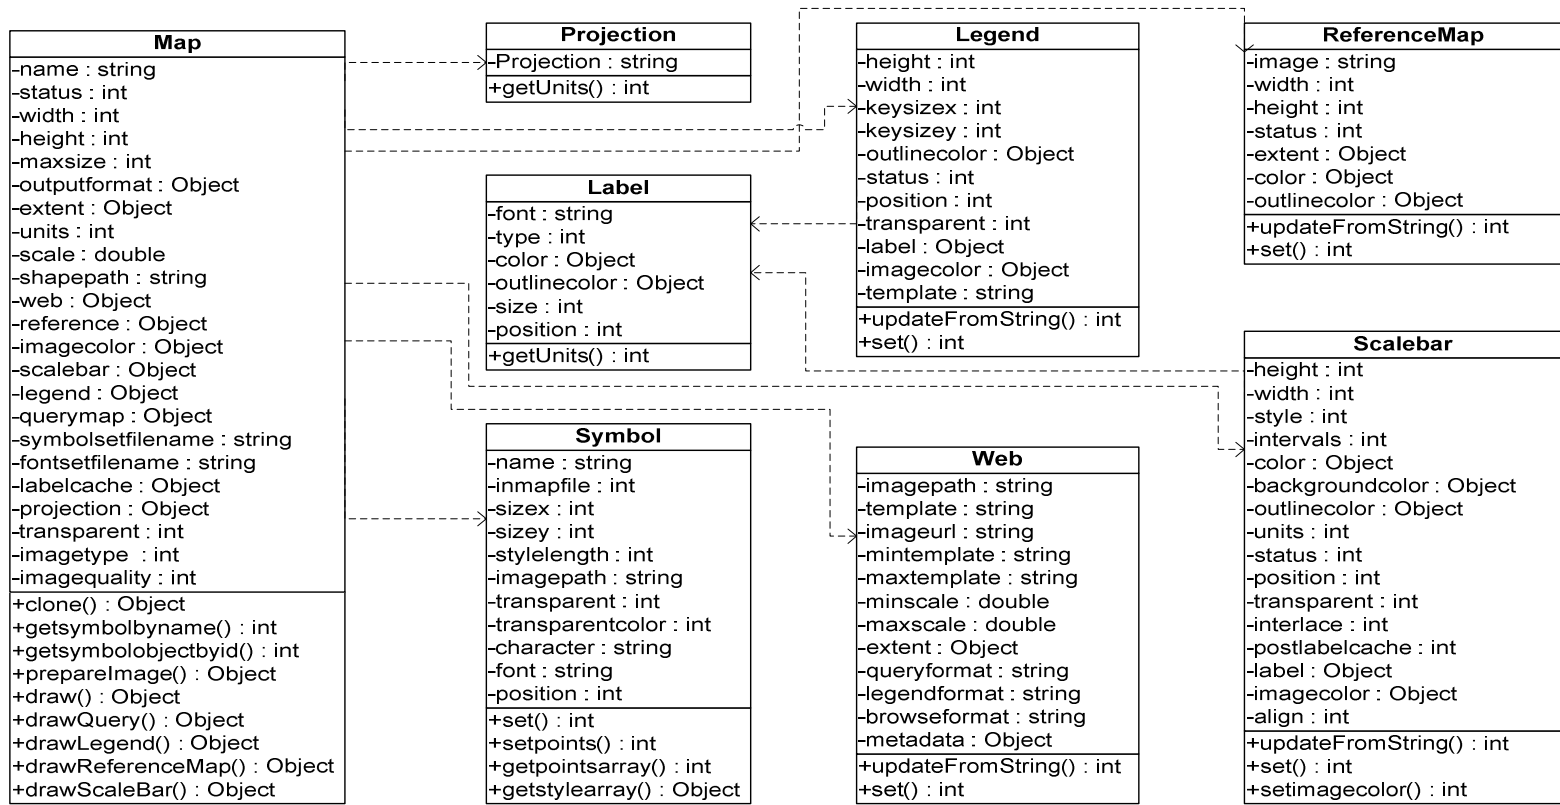 Map
-name : string
-status : int
-width : int
-height : int
-maxsize : int
-outputformat : Object
-extent : Object
-units : int
-scale : double
-shapepath : string
-web : Object
-reference : Object
-imagecolor : Object
-scalebar : Object
-legend : Object
-querymap : Object
-symbolsetfilename : string
-fontsetfilename : string
-labelcache : Object
-projection : Object
-transparent : int
-imagetype : int
-imagequality : int
+clone() : Object
+getsymbolbyname() : int
+getsymbolobjectbyid() : int
+prepareImage() : Object
+draw() : Object
+drawQuery() : Object
+drawLegend() : Object
+drawReferenceMap() : Object
+drawScaleBar() : Object
Projection
-Projection : string
+getUnits() : int
Label
-font : string
-type : int
-color : Object
-outlinecolor : Object
-size : int
-position : int
+getUnits() : int
Symbol
-name : string
-inmapfile : int
-sizex : int
-sizey : int
-stylelength : int
-imagepath : string
-transparent : int
-transparentcolor : int
-character : string
-font : string
-position : int
+set() : int
+setpoints() : int
+getpointsarray() : int
+getstylearray() : Object
Legend
-height : int
-width : int
-keysizex : int
-keysizey : int
-outlinecolor : Object
-status : int
-position : int
-transparent : int
-label : Object
-imagecolor : Object
-template : string
+updateFromString() : int
+set() : int
Web
-imagepath : string
-template : string
-imageurl : string
-mintemplate : string
-maxtemplate : string
-minscale : double
-maxscale : double
-extent : Object
-queryformat : string
-legendformat : string
-browseformat : string
-metadata : Object
+updateFromString() : int
+set() : int
ReferenceMap
-image : string
-width : int
-height : int
-status : int
-extent : Object
-color : Object
-outlinecolor : Object
+updateFromString() : int
+set() : int
Scalebar
-height : int
-width : int
-style : int
-intervals : int
-color : Object
-backgroundcolor : Object
-outlinecolor : Object
-units : int
-status : int
-position : int
-transparent : int
-interlace : int
-postlabelcache : int
-label : Object
-imagecolor : Object
-align : int
+updateFromString() : int
+set() : int
+setimagecolor() : int